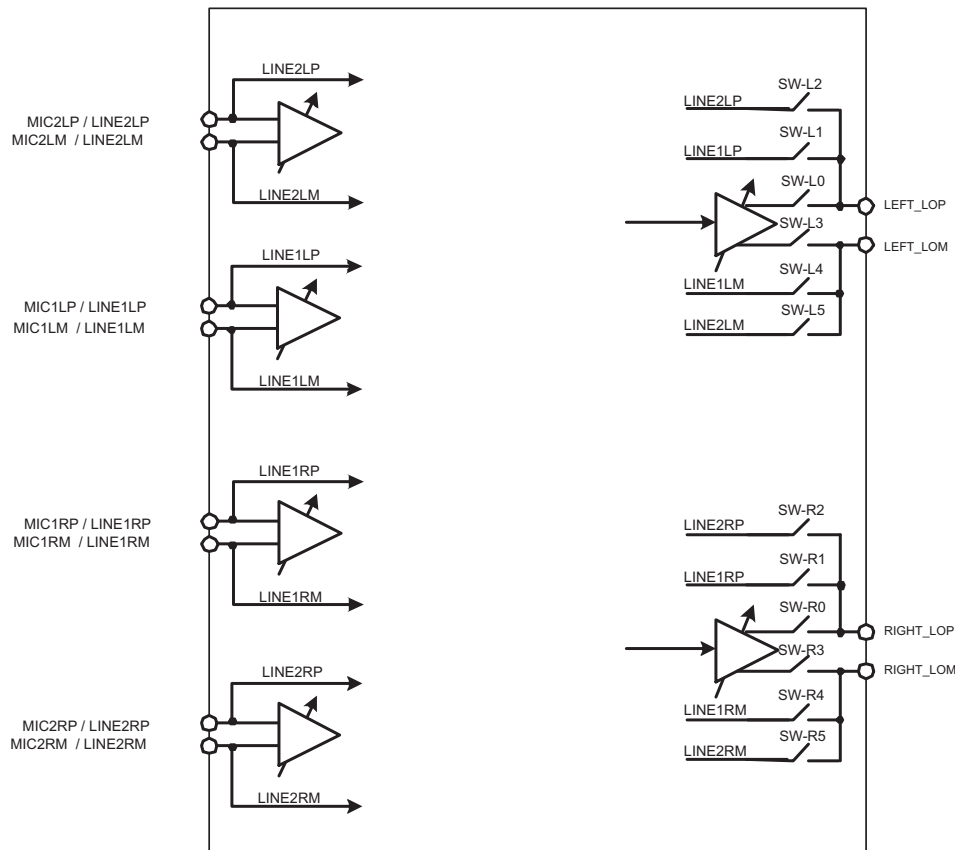 LINE2LP
MIC2LP / LINE2LP
MIC2LM / LINE2LM
LINE2LM
LINE1LP
MIC1LP / LINE1LP
MIC1LM / LINE1LM
LINE1LM
LINE1RP
MIC1RP / LINE1RP
MIC1RM / LINE1RM
LINE1RM
LINE2RP
MIC2RP / LINE2RP
MIC2RM / LINE2RM
LINE2RM
SW-L2
LINE2LP
SW-L1
LINE1LP
SW-L0
LEFT_LOP
SW-L3
LEFT_LOM
SW-L4
LINE1LM
SW-L5
LINE2LM
SW-R2
LINE2RP
SW-R1
LINE1RP
SW-R0
RIGHT_LOP
SW-R3
RIGHT_LOM
SW-R4
LINE1RM
SW-R5
LINE2RM